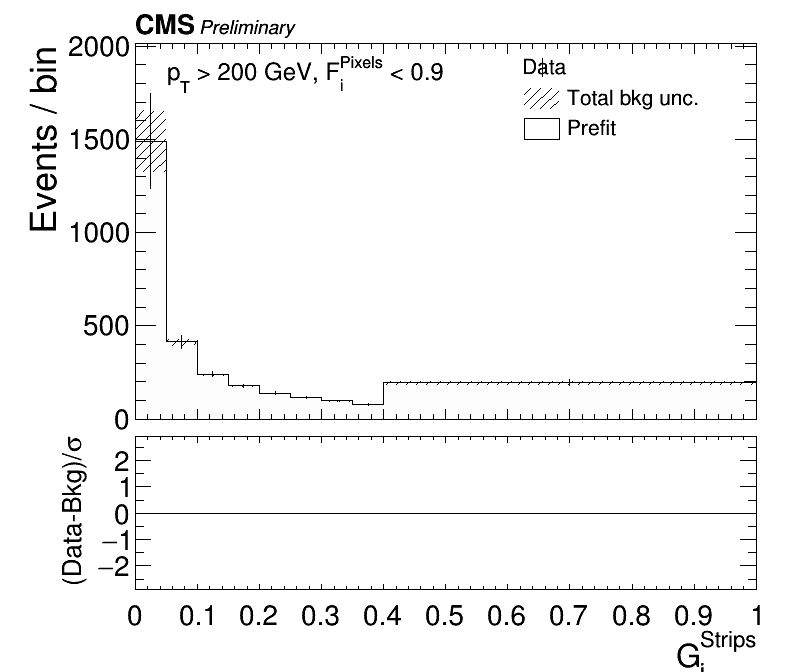 CMS Preliminary
2000
p_T > 200 GeV, F_i^Pixels < 0.9
Data
Total bkg unc.
Prefit
1500
1000
500
0
Events / bin
2
1
0
−1
−2
(Data-Bkg)/σ
0 0.1 0.2 0.3 0.4 0.5 0.6 0.7 0.8 0.9 1
G_i^Strips